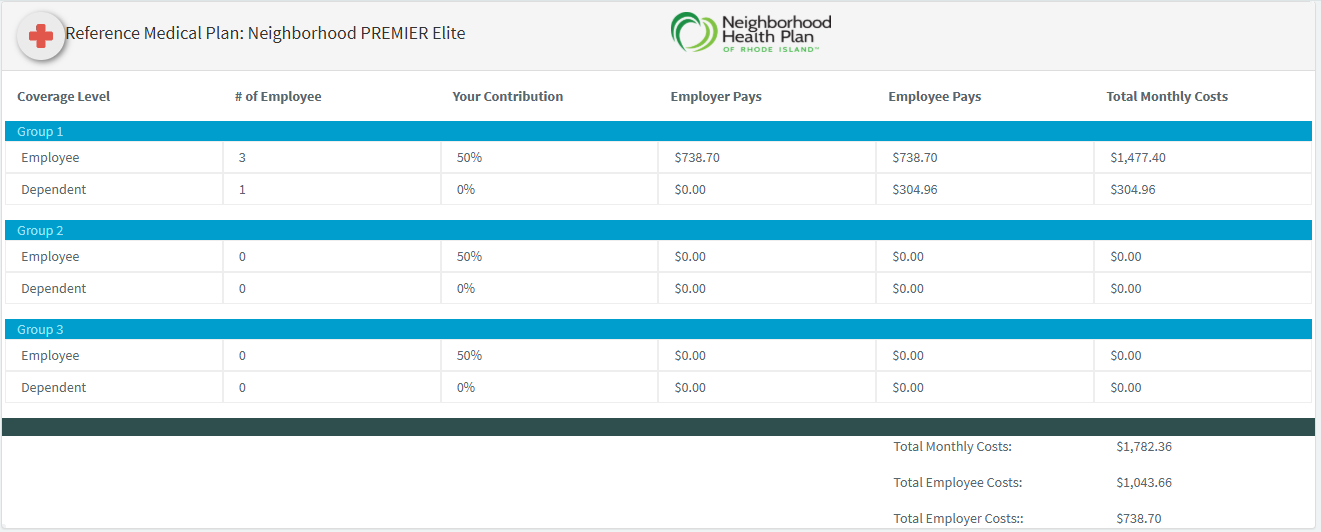 Reference Medical Plan: Neighborhood PREMIER Elite
Neighborhood
Health Plan
OF RHODE ISLAND™
Coverage Level # of Employee Your Contribution Employer Pays Employee Pays Total Monthly Costs
Group 1
Employee 3 50% $738.70 $738.70 $1,477.40
Dependent 1 0% $0.00 $304.96 $304.96
Group 2
Employee 0 50% $0.00 $0.00 $0.00
Dependent 0 0% $0.00 $0.00 $0.00
Group 3
Employee 0 50% $0.00 $0.00 $0.00
Dependent 0 0% $0.00 $0.00 $0.00
Total Monthly Costs: $1,782.36
Total Employee Costs: $1,043.66
Total Employer Costs:: $738.70